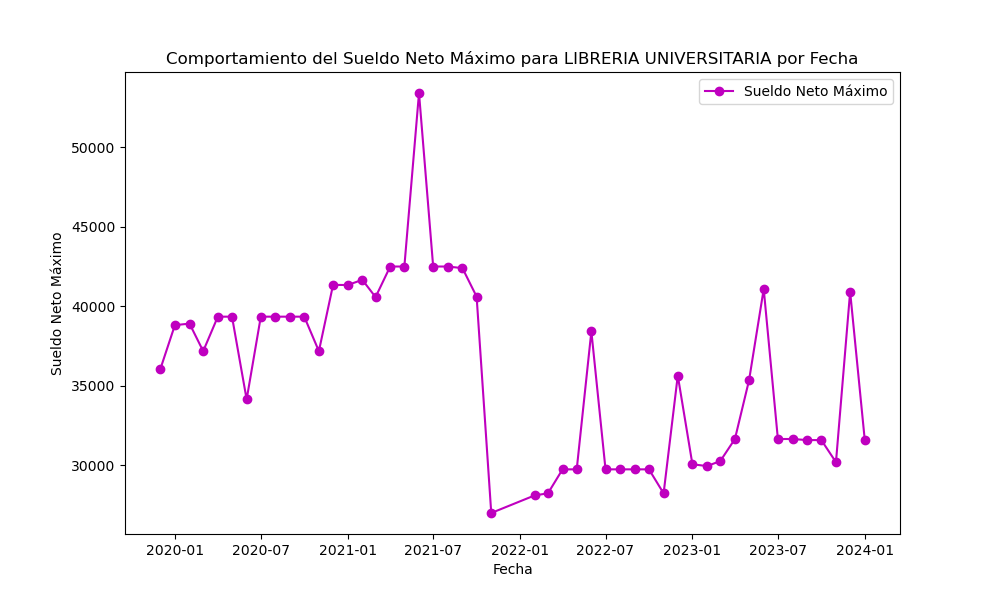 Comportamiento del Sueldo Neto Máximo para LIBRERIA UNIVERSITARIA por Fecha
Sueldo Neto Máximo
Sueldo Neto Máximo
50000
45000
40000
35000
30000
2020-01 2020-07 2021-01 2021-07 2022-01 2022-07 2023-01 2023-07 2024-01
Fecha